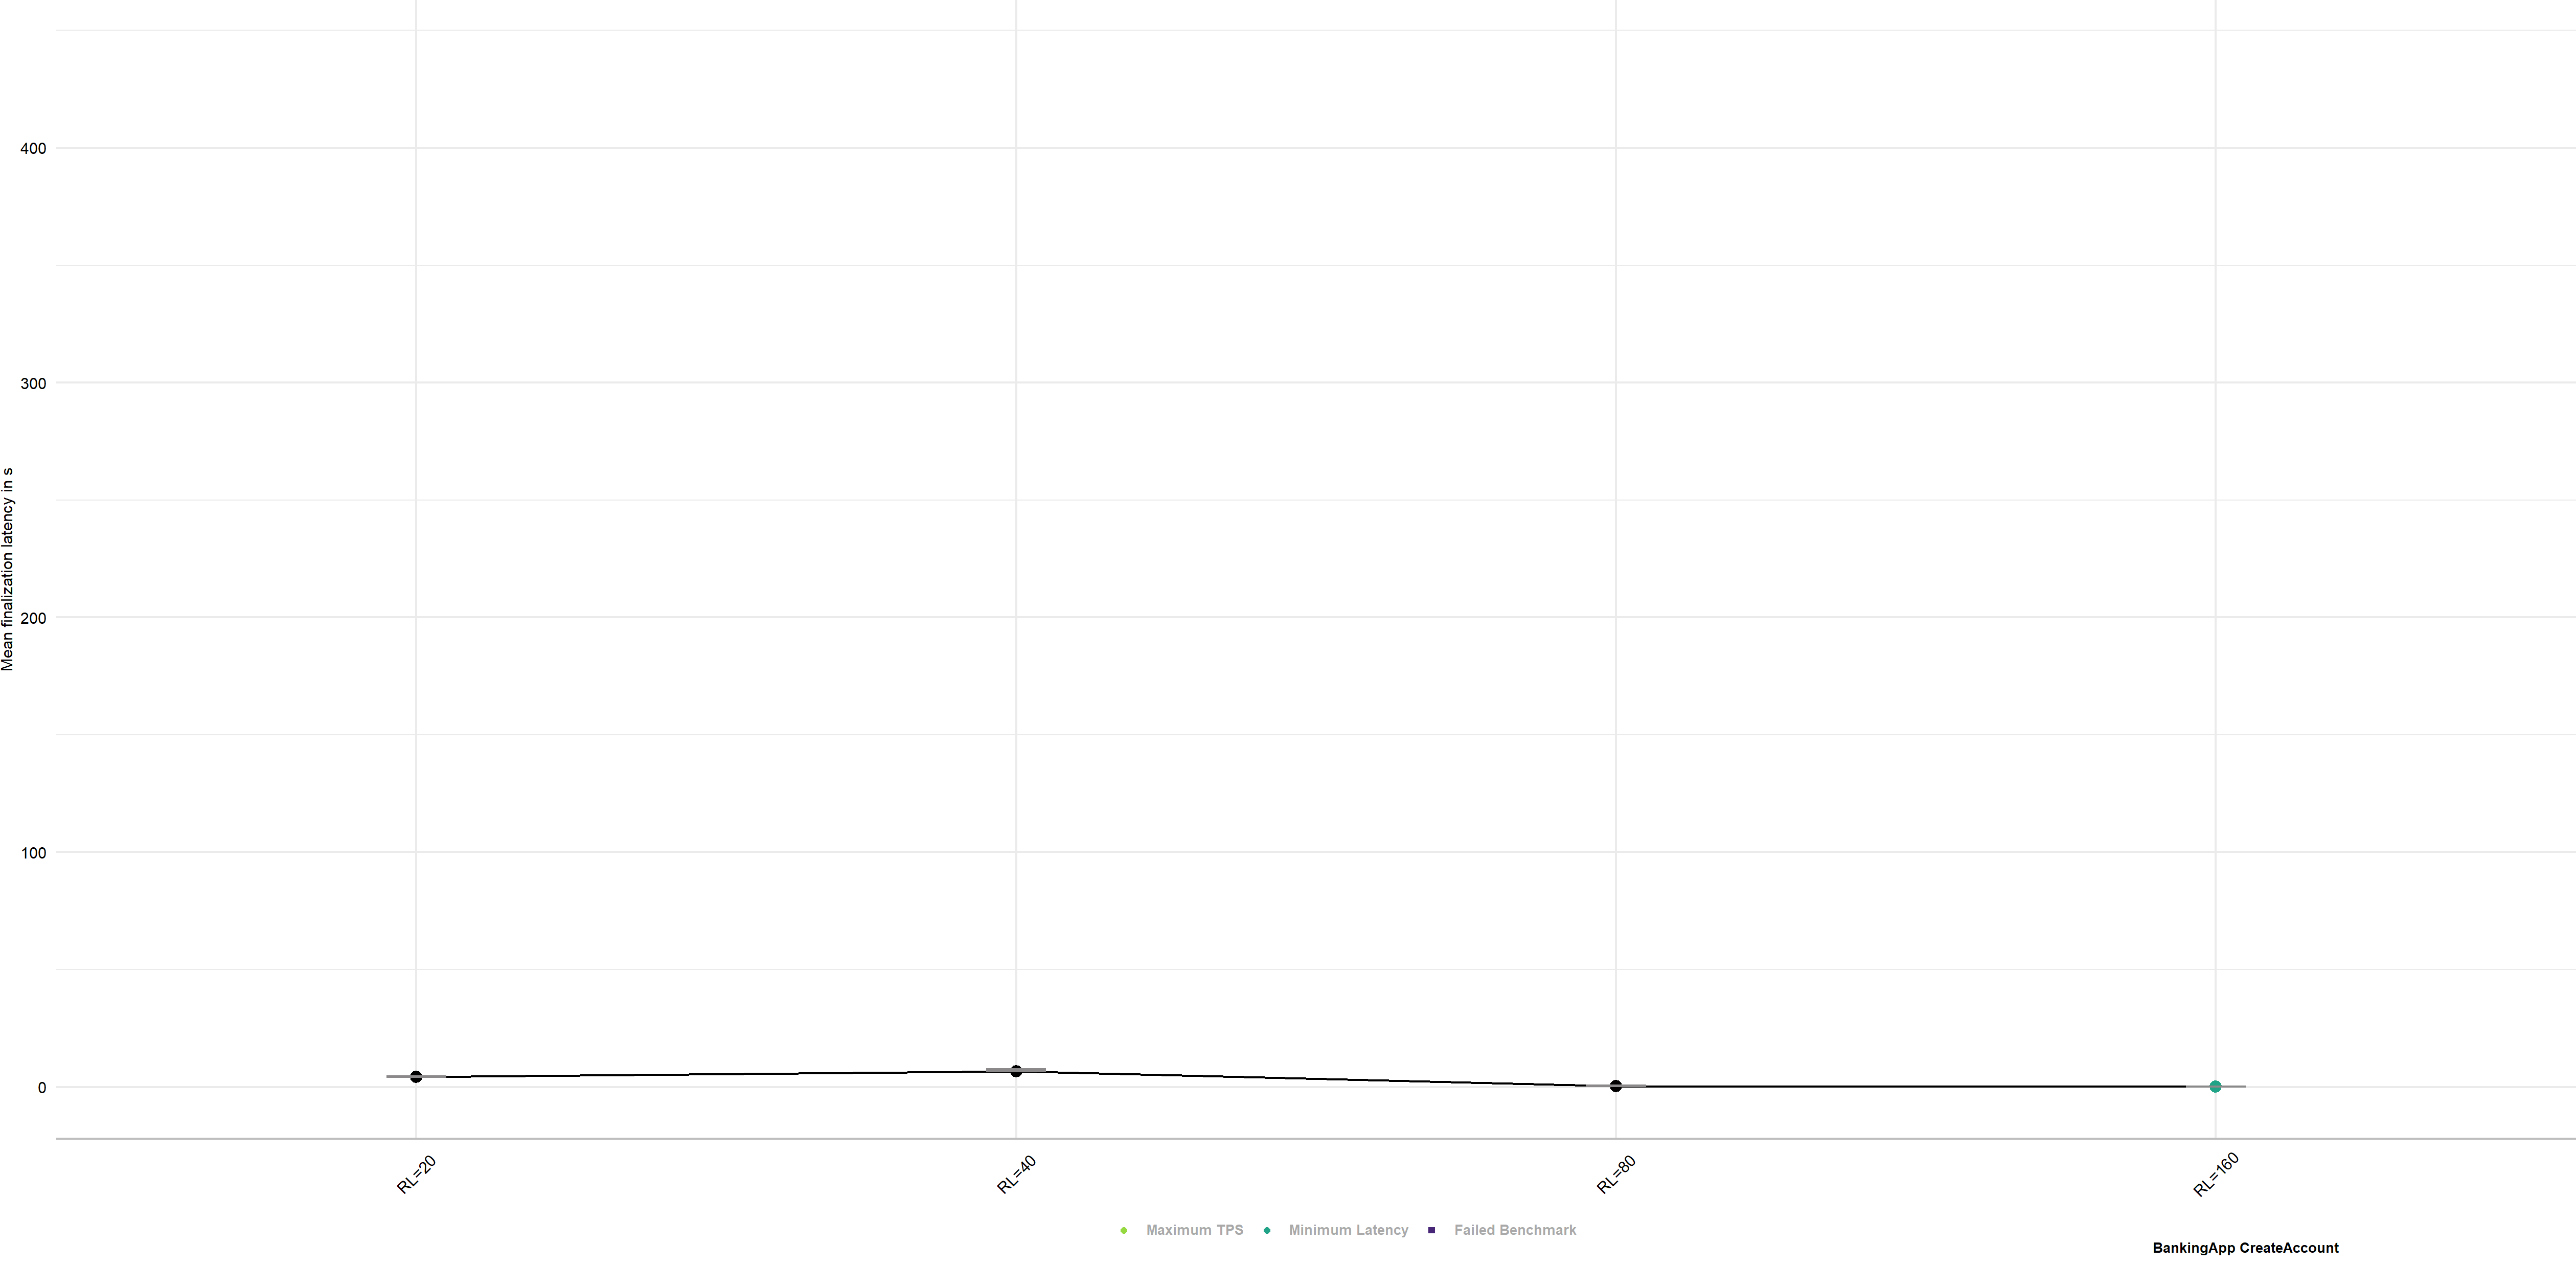 Mean finalization latency in s
400
300
200
100
0
RL=20
RL=40
RL=80
RL=160
Maximum TPS
Minimum Latency
Failed Benchmark
BankingApp CreateAccount